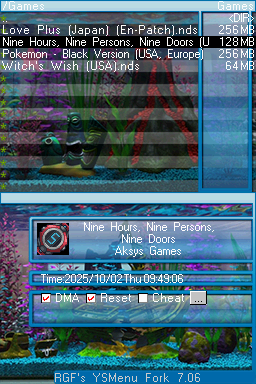 /Games Games
<DIR>
Love Plus (Japan) (En-Patch).nds 256MB
Nine Hours, Nine Persons, Nine Doors (U 128MB
Pokemon - Black Version (USA, Europe) 256MB
Witch's Wish (USA).nds 64MB
Nine Hours, Nine Persons,
Nine Doors
Aksys Games
Time:2025/10/02Thu 09:49:06
DMA Reset Cheat ...
RGF's YSMenu Fork 7.06